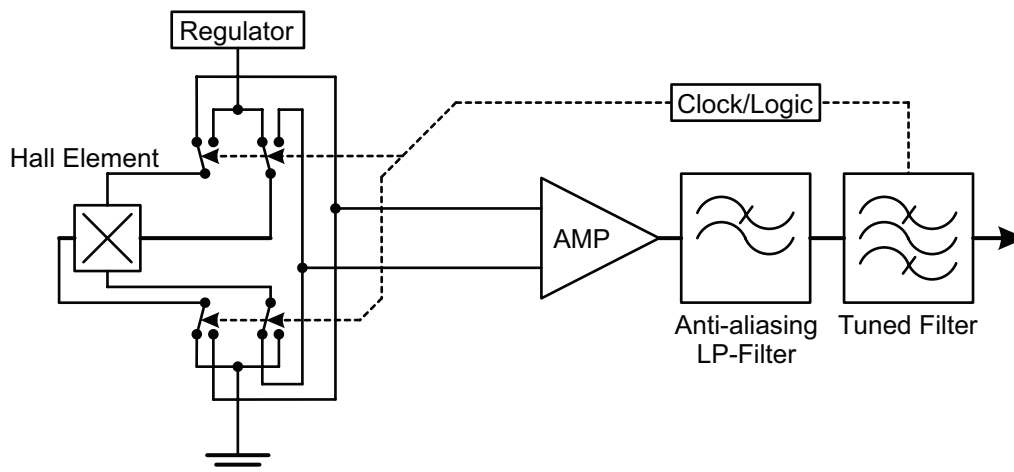 Regulator
Clock/Logic
Hall Element
AMP
Anti-aliasing
LP-Filter
Tuned Filter